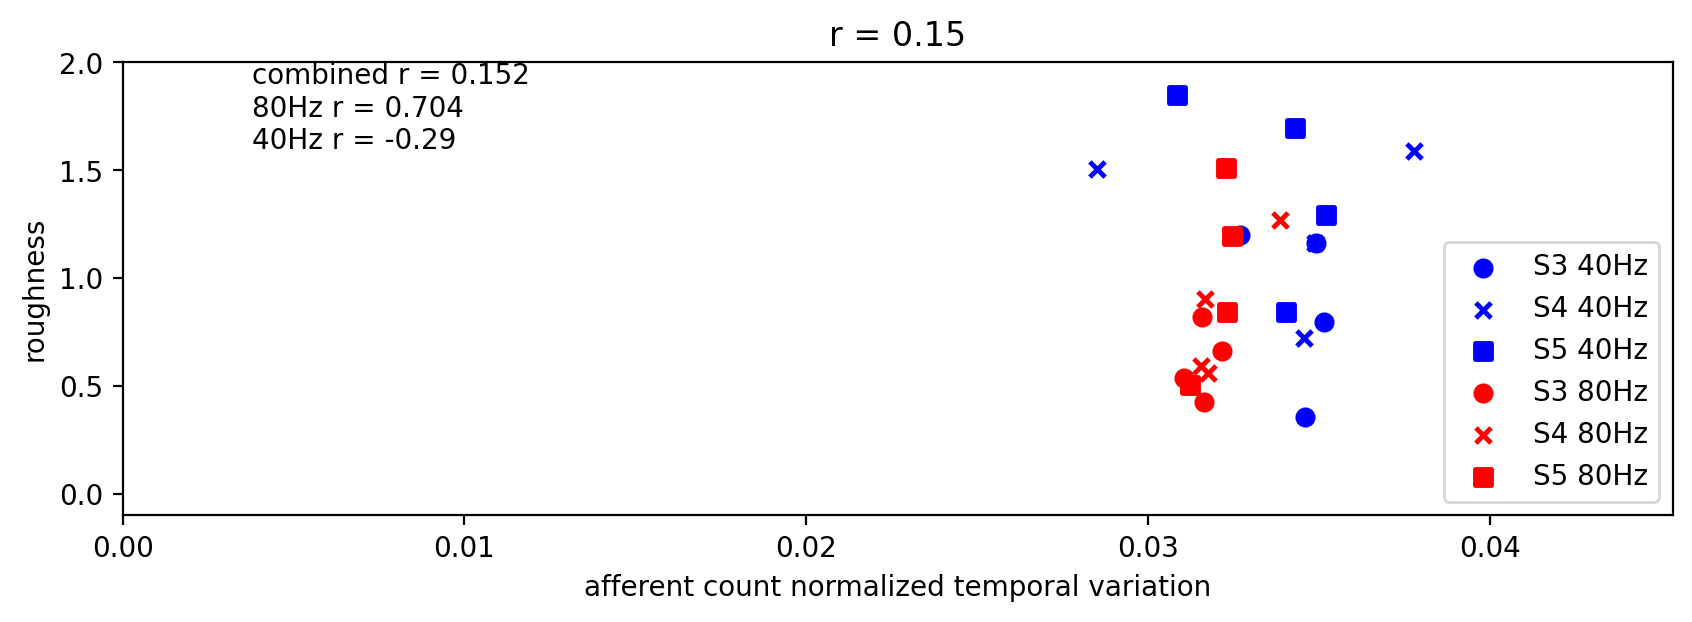 r = 0.15
combined r = 0.152
80Hz r = 0.704
40Hz r = -0.29
2.0
1.5
1.0
0.5
0.0
roughness
S3 40Hz
S4 40Hz
S5 40Hz
S3 80Hz
S4 80Hz
S5 80Hz
0.00 0.01 0.02 0.03 0.04
afferent count normalized temporal variation